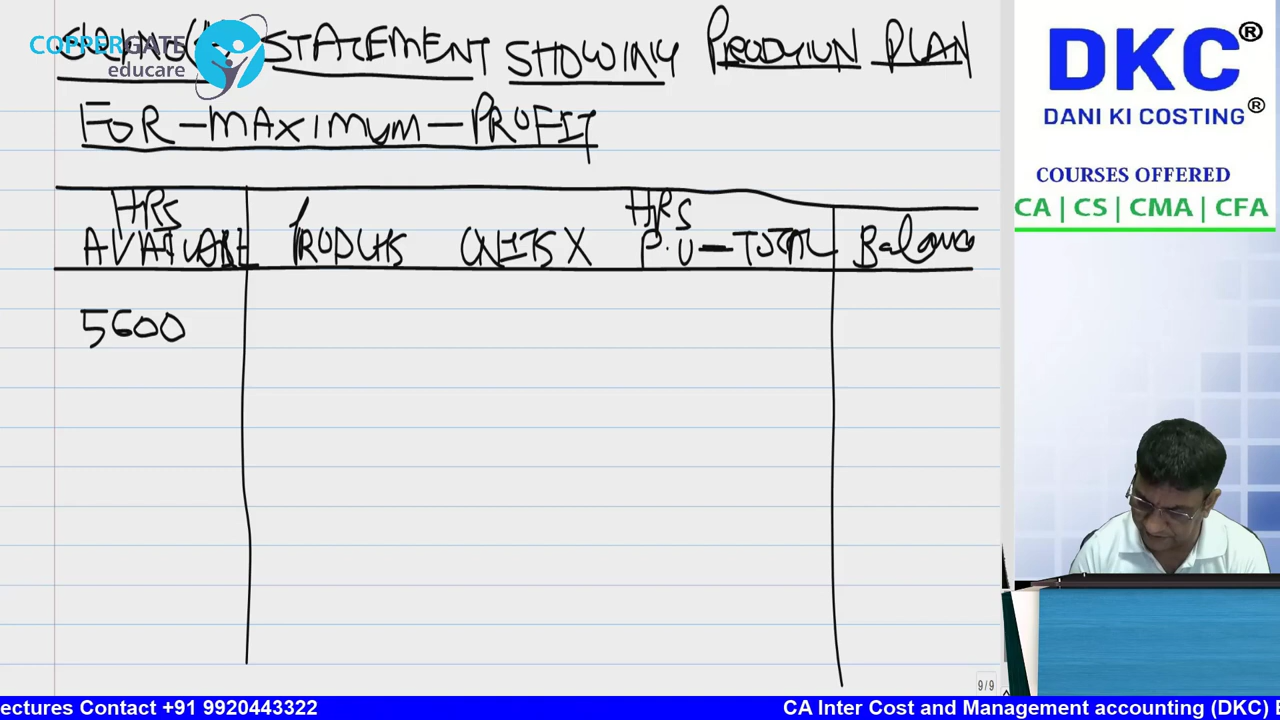 COPPERGATE
educare
STATEMENT SHOWING PLAN
FOR - MAXIMUM - PROFIT
HRS HRS
PRODUCTS UNITS X P.U - TOTAL Balance
5600
9/9
DKC®
DANI KI COSTING®
COURSES OFFERED
CA | CS | CMA | CFA
ectures Contact +91 9920443322 CA Inter Cost and Management accounting (DKC) E